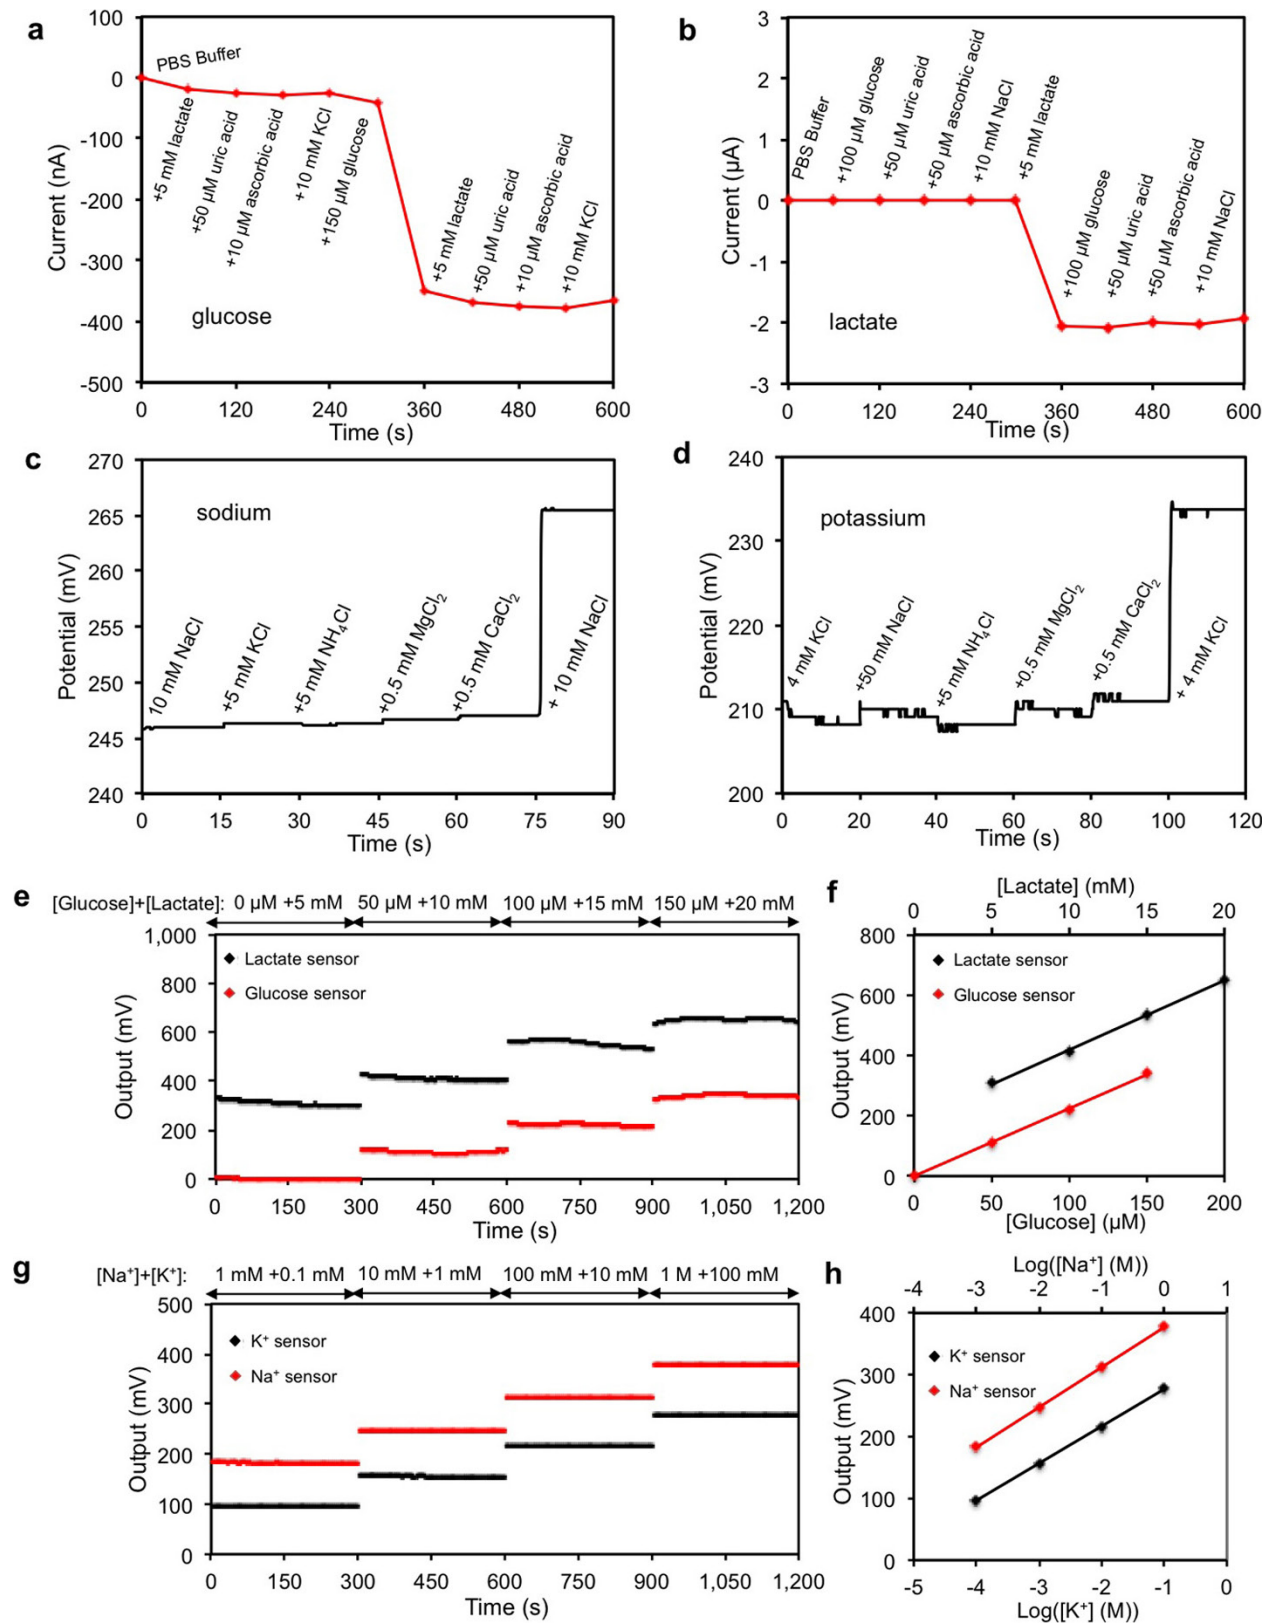 a
100
0
-100
-200
-300
-400
-500
Current (nA)
PBS Buffer
+5 mM lactate
+50 µM uric acid
+10 µM ascorbic acid
+10 mM KCl
+150 µM glucose
+5 mM lactate
+50 µM uric acid
+10 µM ascorbic acid
+10 mM KCl
glucose
0 120 240 360 480 600
Time (s)
b
3
2
1
0
-1
-2
-3
Current (µA)
PBS Buffer
+100 µM glucose
+50 µM uric acid
+50 µM ascorbic acid
+10 mM NaCl
+5 mM lactate
+100 µM glucose
+50 µM uric acid
+50 µM ascorbic acid
+10 mM NaCl
lactate
0 120 240 360 480 600
Time (s)
c
270
265
260
255
250
245
240
Potential (mV)
sodium
10 mM NaCl
+5 mM KCl
+5 mM NH₄Cl
+0.5 mM MgCl₂
+0.5 mM CaCl₂
+ 10 mM NaCl
0 15 30 45 60 75 90
Time (s)
d
240
230
220
210
200
Potential (mV)
potassium
4 mM KCl
+50 mM NaCl
+5 mM NH₄Cl
+0.5 mM MgCl₂
+0.5 mM CaCl₂
+ 4 mM KCl
0 20 40 60 80 100 120
Time (s)
e
[Glucose]+[Lactate]: 0 µM +5 mM 50 µM +10 mM 100 µM +15 mM 150 µM +20 mM
1,000
800
600
400
200
0
Output (mV)
Lactate sensor
Glucose sensor
0 150 300 450 600 750 900 1,050 1,200
Time (s)
f
[Lactate] (mM)
0 5 10 15 20
800
600
400
200
0
Output (mV)
Lactate sensor
Glucose sensor
0 50 100 150 200
[Glucose] (µM)
g
[Na⁺]+[K⁺]: 1 mM +0.1 mM 10 mM +1 mM 100 mM +10 mM 1 M +100 mM
500
400
300
200
100
0
Output (mV)
K⁺ sensor
Na⁺ sensor
0 150 300 450 600 750 900 1,050 1,200
Time (s)
h
Log([Na⁺] (M))
-4 -3 -2 -1 0 1
400
300
200
100
0
Output (mV)
K⁺ sensor
Na⁺ sensor
-5 -4 -3 -2 -1 0
Log([K⁺] (M))